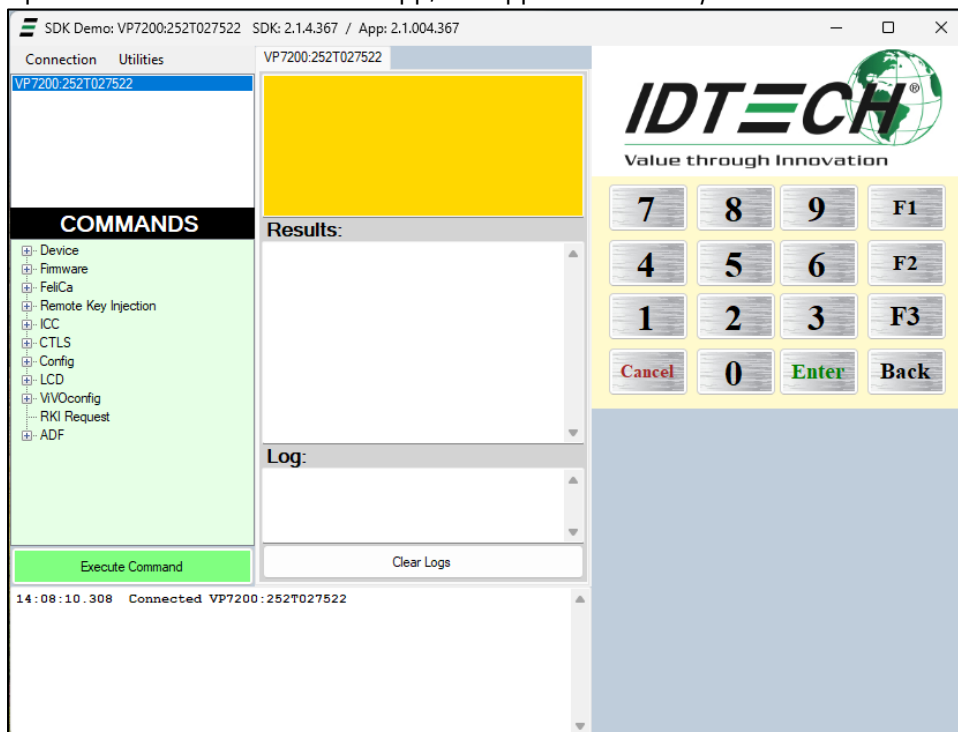 SDK Demo: VP7200:252T027522 SDK: 2.1.4.367 / App: 2.1.004.367
Connection Utilities
VP7200:252T027522
VP7200:252T027522
COMMANDS
Device
Firmware
FeliCa
Remote Key Injection
ICC
CTLS
Config
LCD
ViVOconfig
RKI Request
ADF
Execute Command
Results:
Log:
Clear Logs
14:08:10.308 Connected VP7200:252T027522
IDTECH®
Value through Innovation
7 8 9 F1
4 5 6 F2
1 2 3 F3
Cancel 0 Enter Back